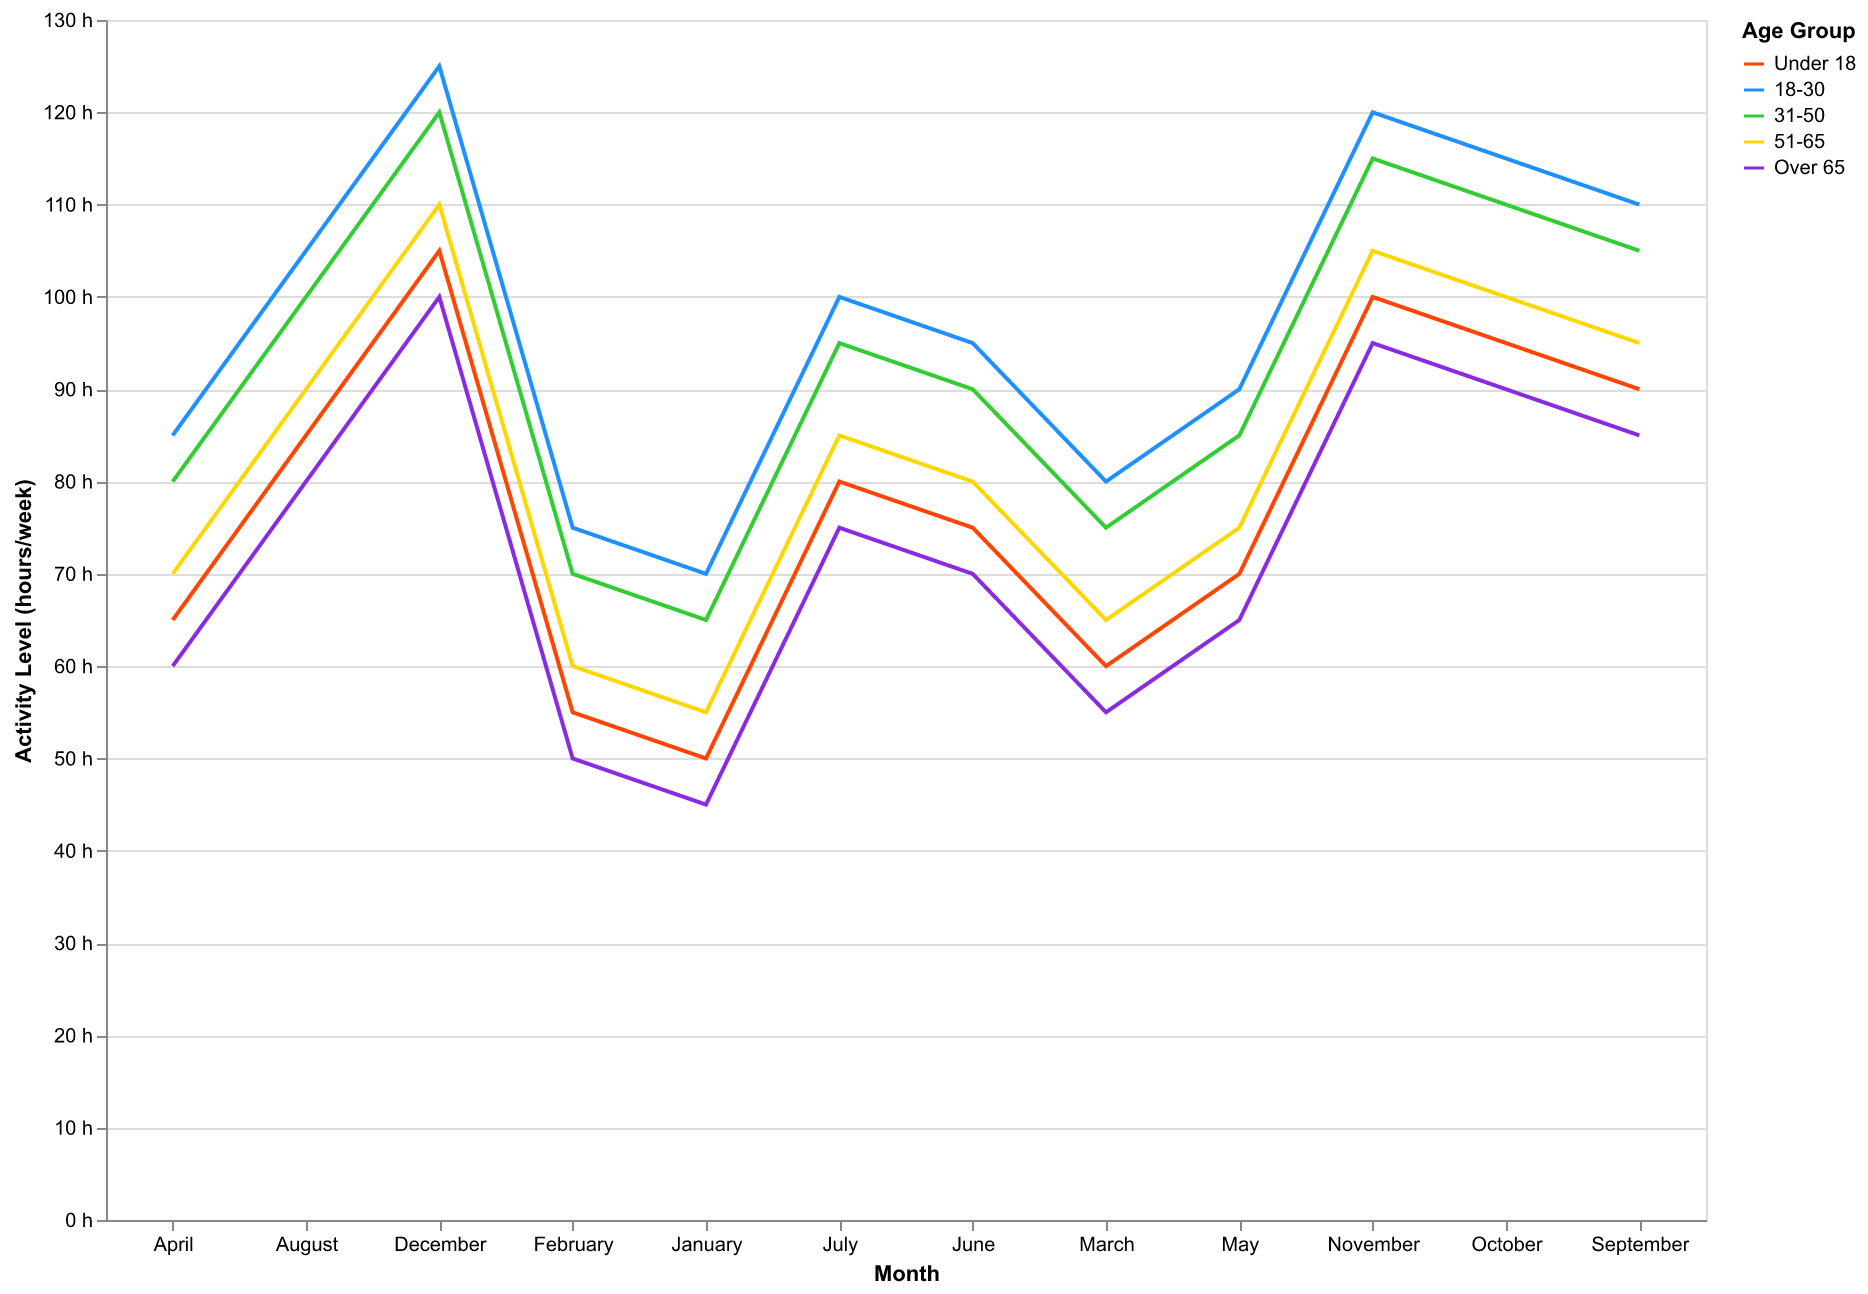 130 h
120 h
110 h
100 h
90 h
80 h
70 h
60 h
50 h
40 h
30 h
20 h
10 h
0 h
Activity Level (hours/week)
April August December February January July June March May November October September
Month
Age Group
Under 18
18-30
31-50
51-65
Over 65